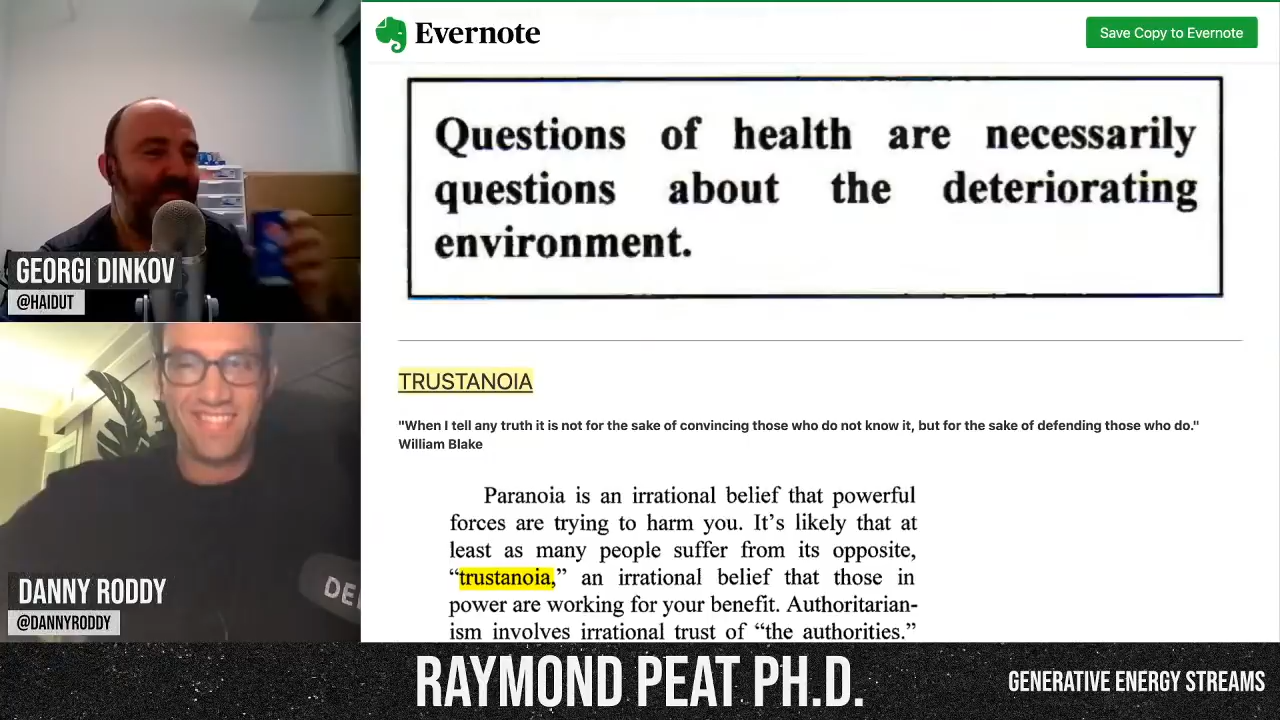 Evernote
Save Copy to Evernote
Questions of health are necessarily
questions about the deteriorating
environment.
GEORGI DINKOV
@HAIDUT
TRUSTANOIA
"When I tell any truth it is not for the sake of convincing those who do not know it, but for the sake of defending those who do."
William Blake
Paranoia is an irrational belief that powerful
forces are trying to harm you. It's likely that at
least as many people suffer from its opposite,
“trustanoia,” an irrational belief that those in
power are working for your benefit. Authoritarian-
ism involves irrational trust of “the authorities.”
DANNY RODDY
@DANNYRODDY
DE
RAYMOND PEAT PH.D.
GENERATIVE ENERGY STREAMS